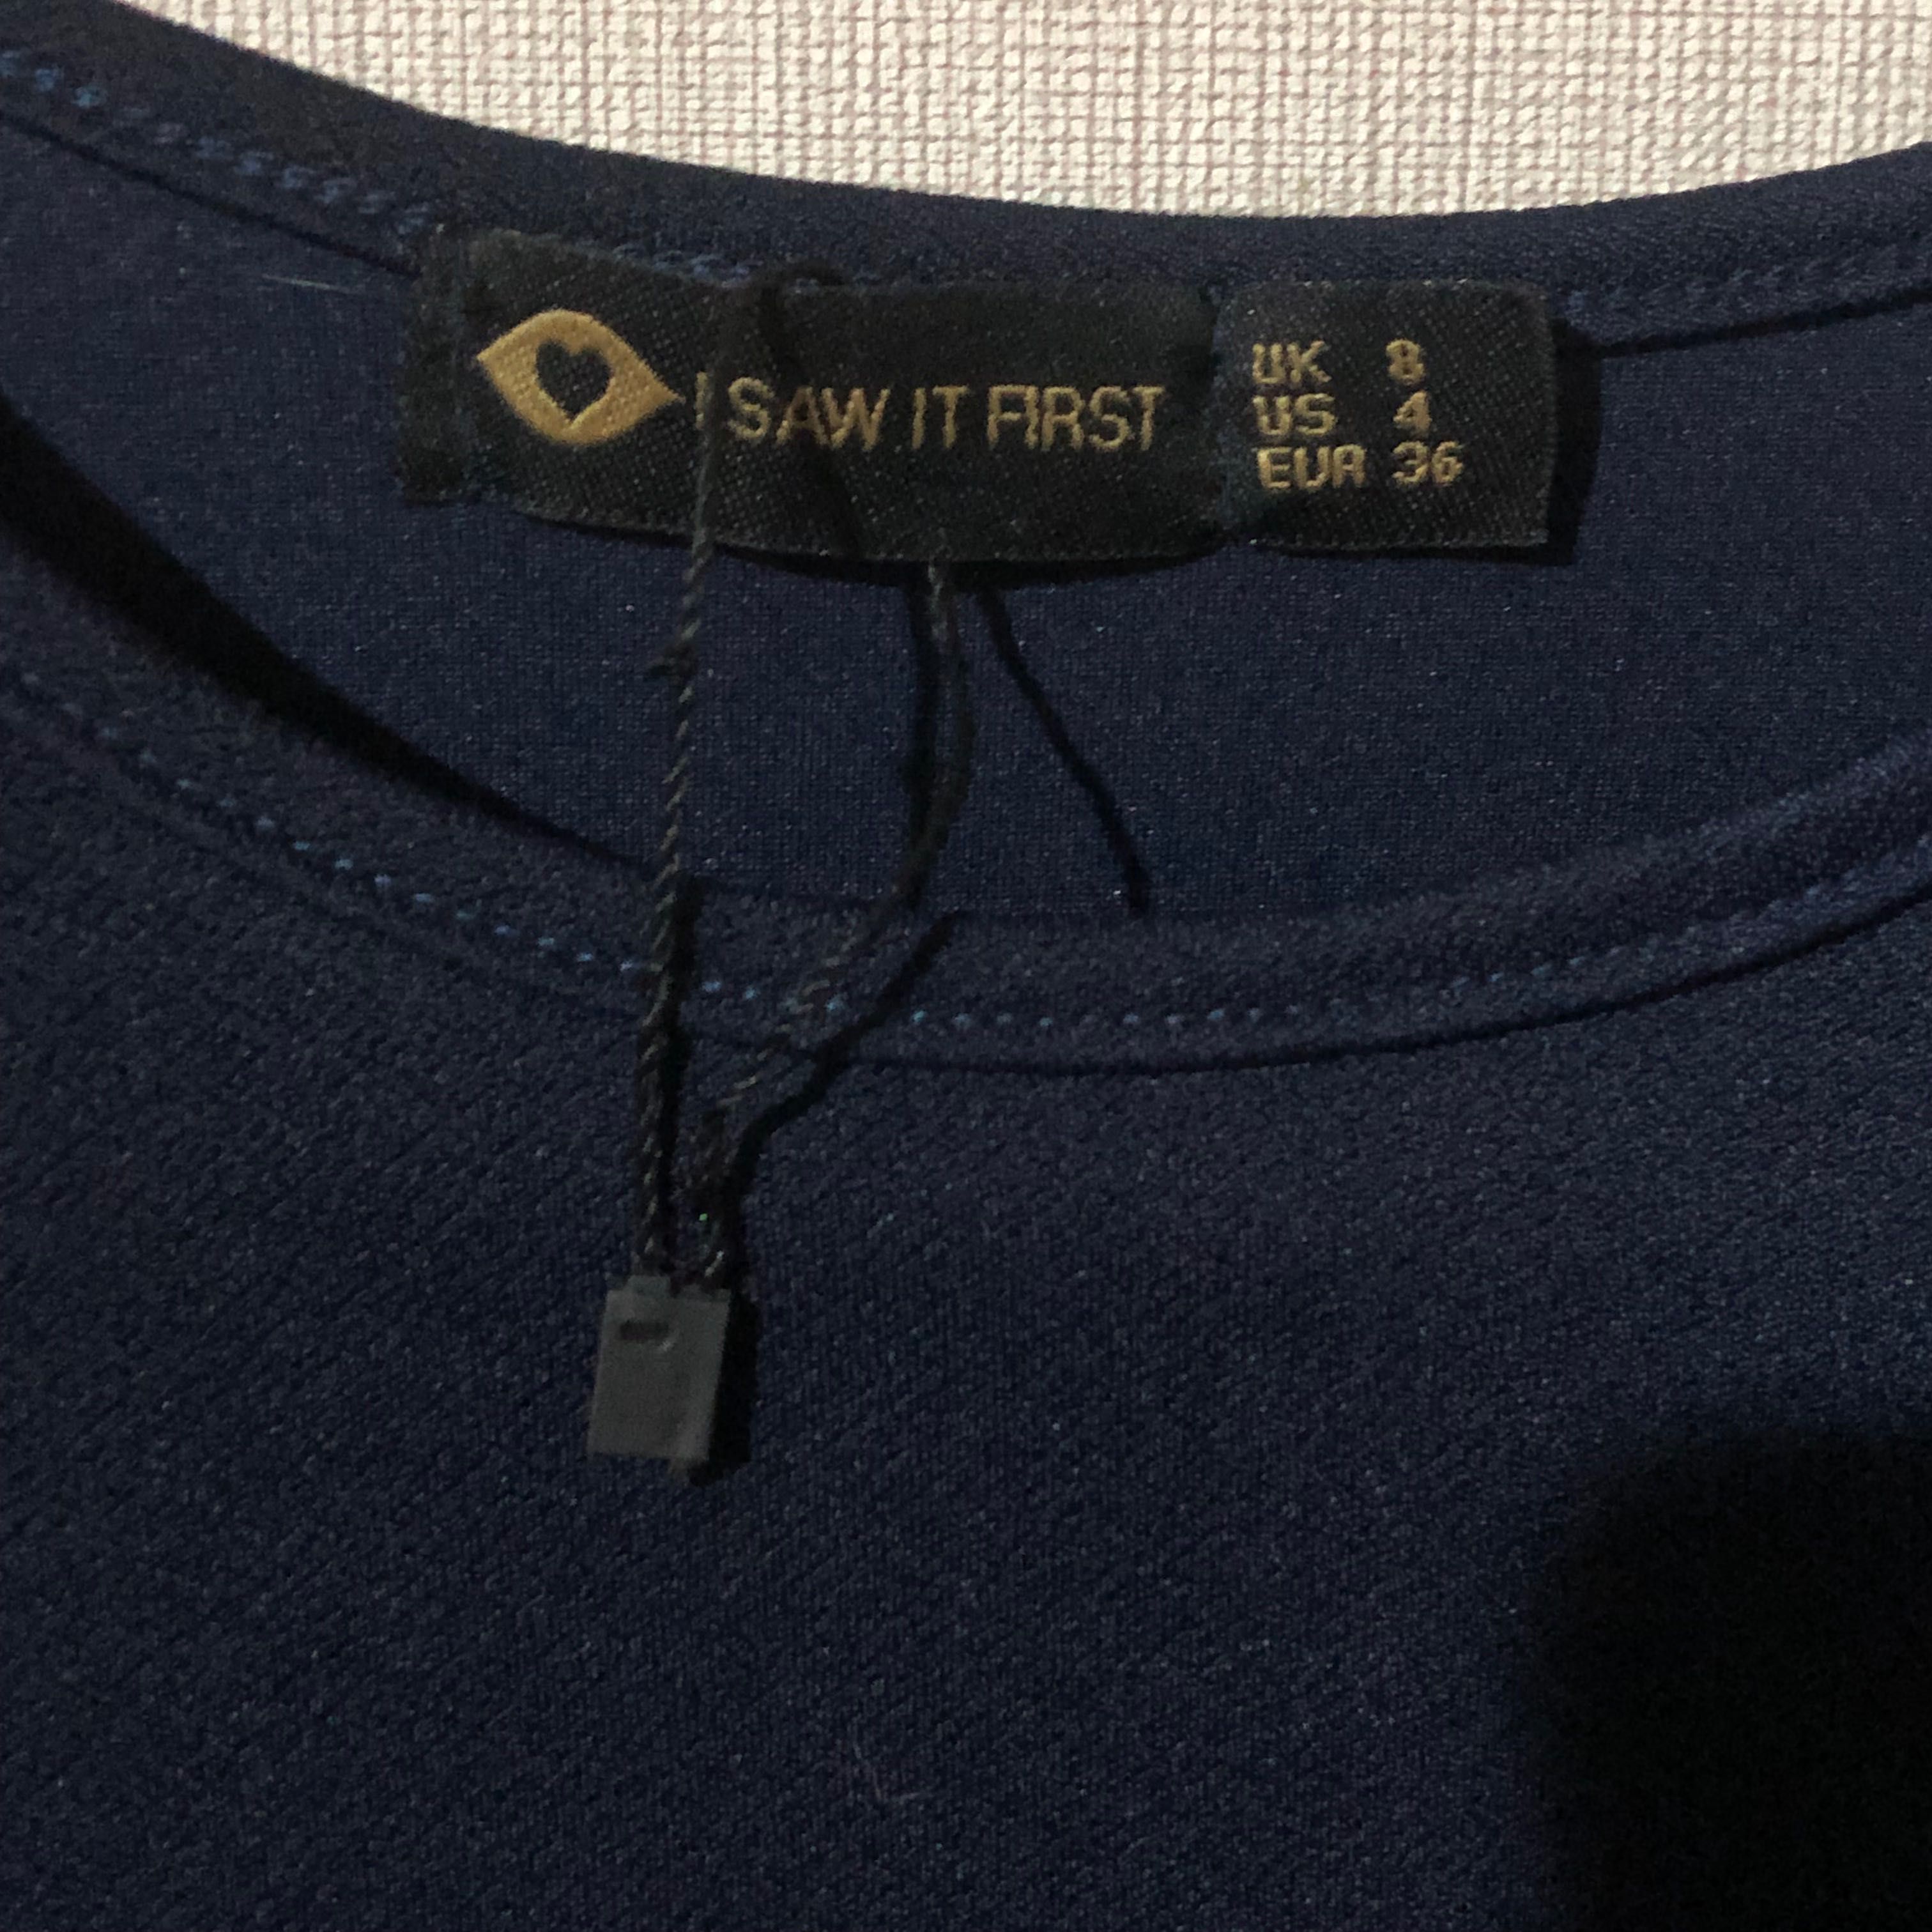 I SAW IT FIRST
UK 8
US 4
EUR 36